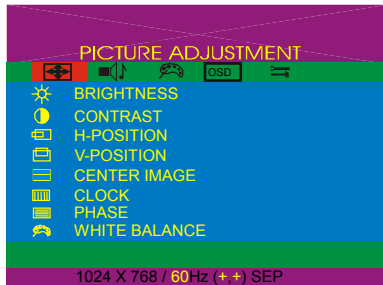 PICTURE ADJUSTMENT
OSD
BRIGHTNESS
CONTRAST
H-POSITION
V-POSITION
CENTER IMAGE
CLOCK
PHASE
WHITE BALANCE
1024 X 768 / 60Hz (+,+) SEP